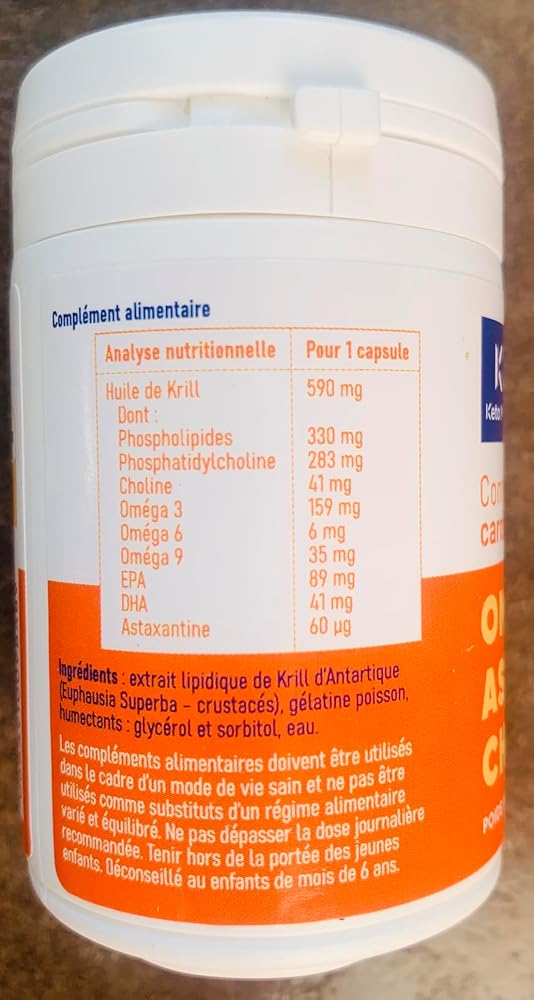 Complément alimentaire
Analyse nutritionnelle Pour 1 capsule
Huile de Krill 590 mg
Dont :
Phospholipides 330 mg
Phosphatidylcholine 283 mg
Choline 41 mg
Oméga 3 159 mg
Oméga 6 6 mg
Oméga 9 35 mg
EPA 89 mg
DHA 41 mg
Astaxantine 60 µg
Ingrédients : extrait lipidique de Krill d'Antartique
(Euphausia Superba - crustacés), gélatine poisson,
humectants : glycérol et sorbitol, eau.
Les compléments alimentaires doivent être utilisés
dans le cadre d'un mode de vie sain et ne pas être
utilisés comme substituts d'un régime alimentaire
varié et équilibré. Ne pas dépasser la dose journalière
recommandée. Tenir hors de la portée des jeunes
enfants. Déconseillé au enfants de mois de 6 ans.
K
Keto